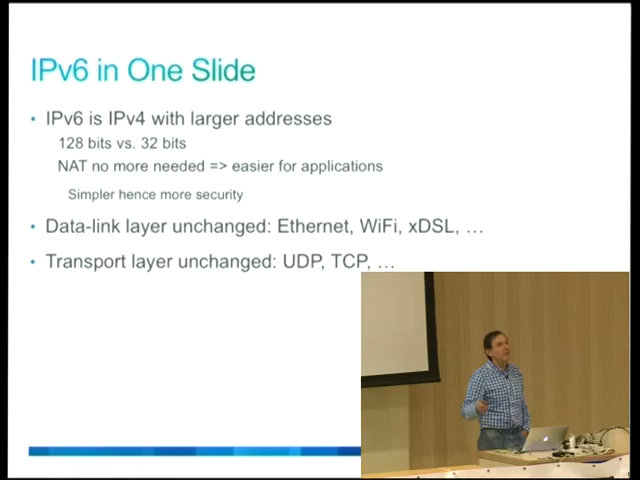 IPv6 in One Slide
• IPv6 is IPv4 with larger addresses
128 bits vs. 32 bits
NAT no more needed => easier for applications
Simpler hence more security
• Data-link layer unchanged: Ethernet, WiFi, xDSL, …
• Transport layer unchanged: UDP, TCP, …